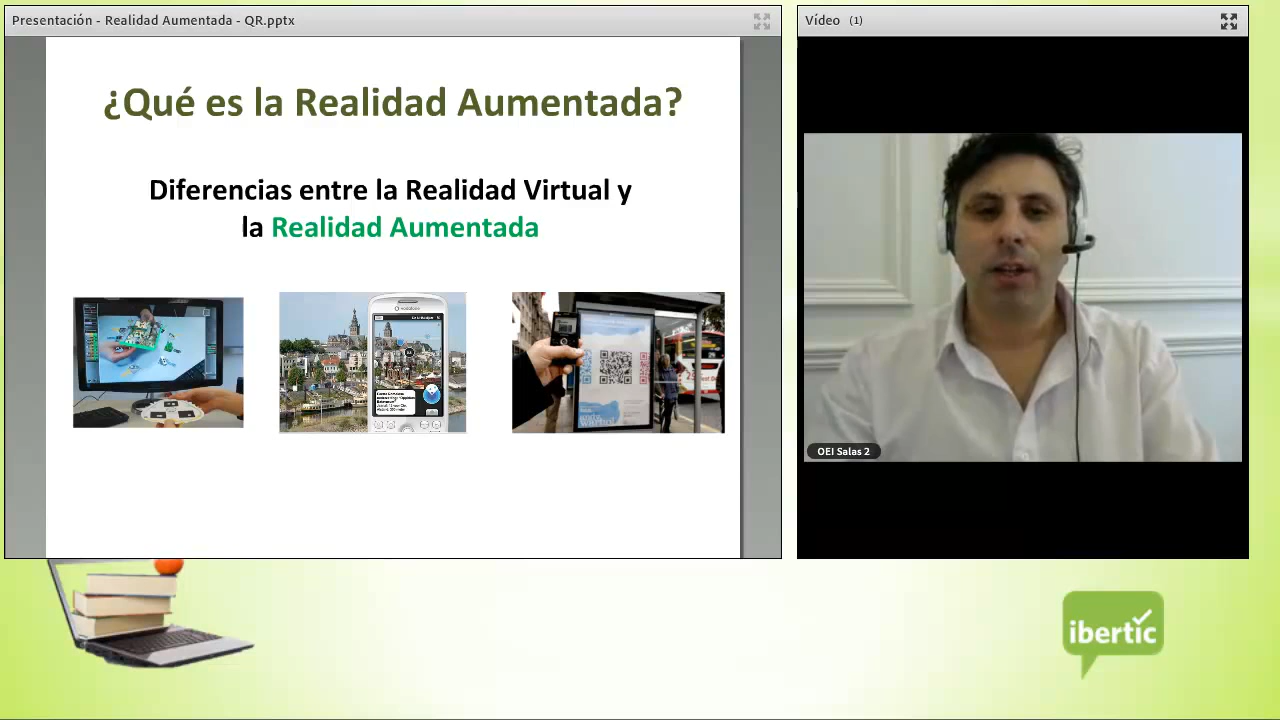 Presentación - Realidad Aumentada - QR.pptx
Vídeo (1)
¿Qué es la Realidad Aumentada?
Diferencias entre la Realidad Virtual y
la Realidad Aumentada
vodafone
OEI Salas 2
ibertic